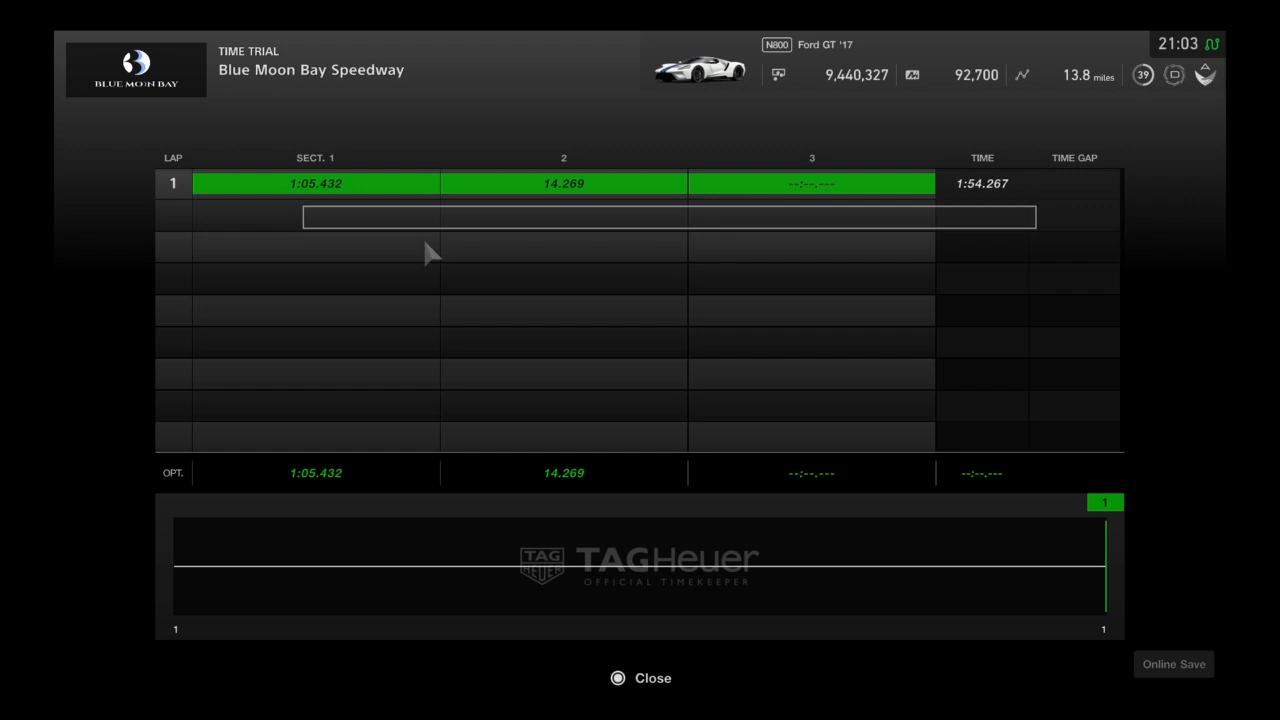 BLUE MOON BAY
TIME TRIAL
Blue Moon Bay Speedway
N800 Ford GT '17
21:03
9,440,327 92,700 13.8 miles 39
LAP SECT. 1 2 3 TIME TIME GAP
1 1:05.432 14.269 --:--.--- 1:54.267
OPT. 1:05.432 14.269 --:--.--- --:--.---
1
TAG HEUER TAGHeuer
OFFICIAL TIMEKEEPER
1 1
Online Save
Close